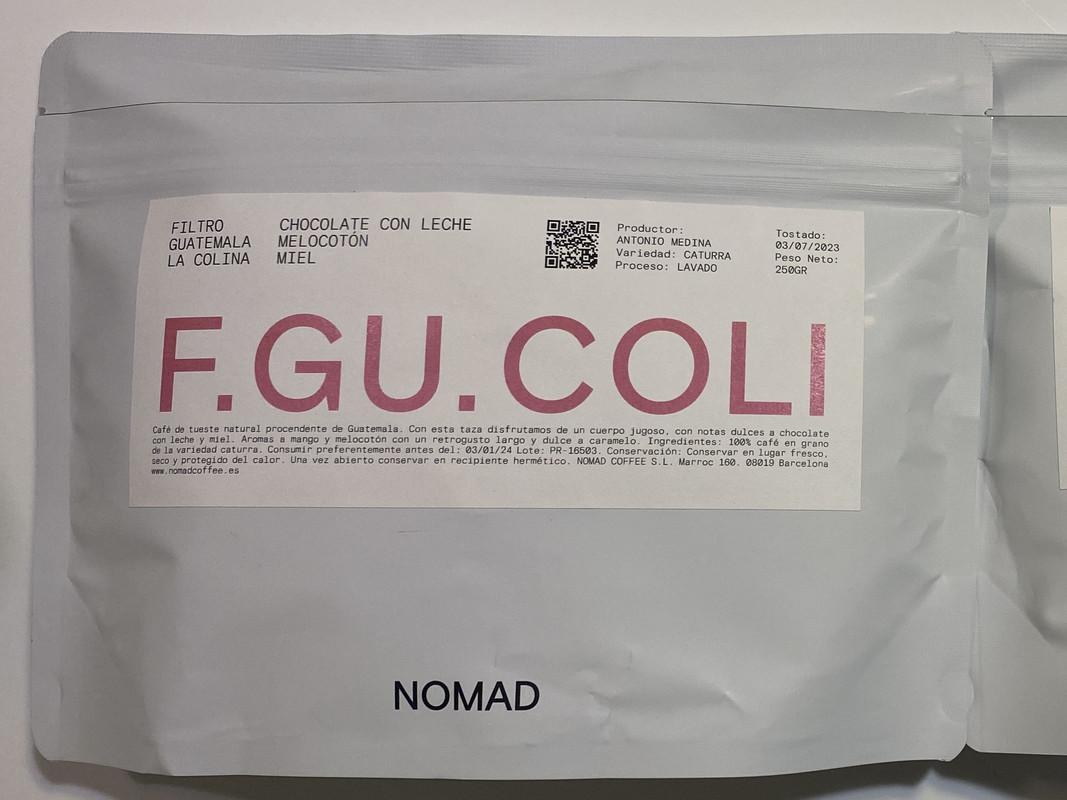 FILTRO
GUATEMALA
LA COLINA
CHOCOLATE CON LECHE
MELOCOTÓN
MIEL
Productor:
ANTONIO MEDINA
Variedad: CATURRA
Proceso: LAVADO
Tostado:
03/07/2023
Peso Neto:
250GR
F.GU.COLI
Café de tueste natural procendente de Guatemala. Con esta taza disfrutamos de un cuerpo jugoso, con notas dulces a chocolate
con leche y miel. Aromas a mango y melocotón con un retrogusto largo y dulce a caramelo. Ingredientes: 100% café en grano
de la variedad caturra. Consumir preferentemente antes del: 03/01/24 Lote: PR-16503. Conservación: Conservar en lugar fresco,
seco y protegido del calor. Una vez abierto conservar en recipiente hermético. NOMAD COFFEE S.L. Marroc 160. 08019 Barcelona
www.nomadcoffee.es
NOMAD